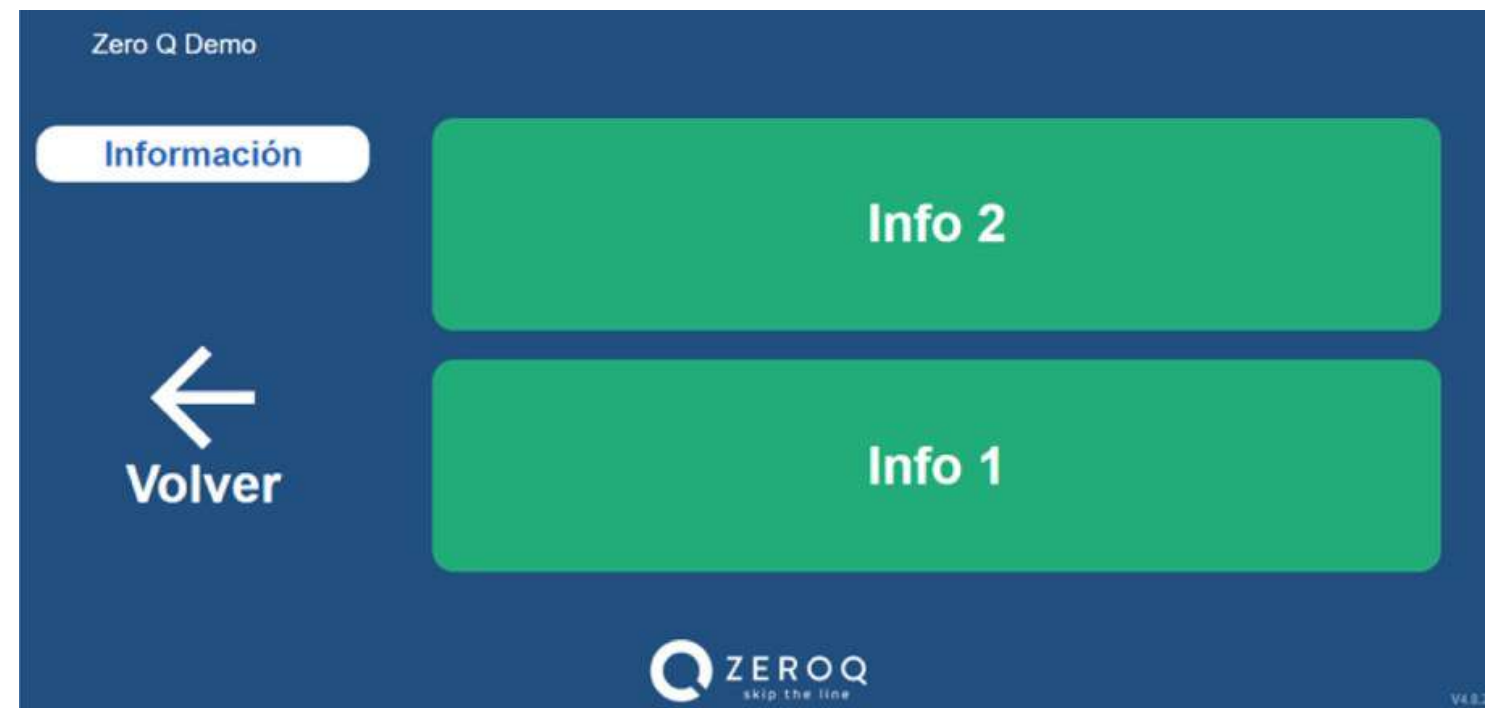 Zero Q Demo
Información
Info 2
Volver
Info 1
ZEROQ
skip the line